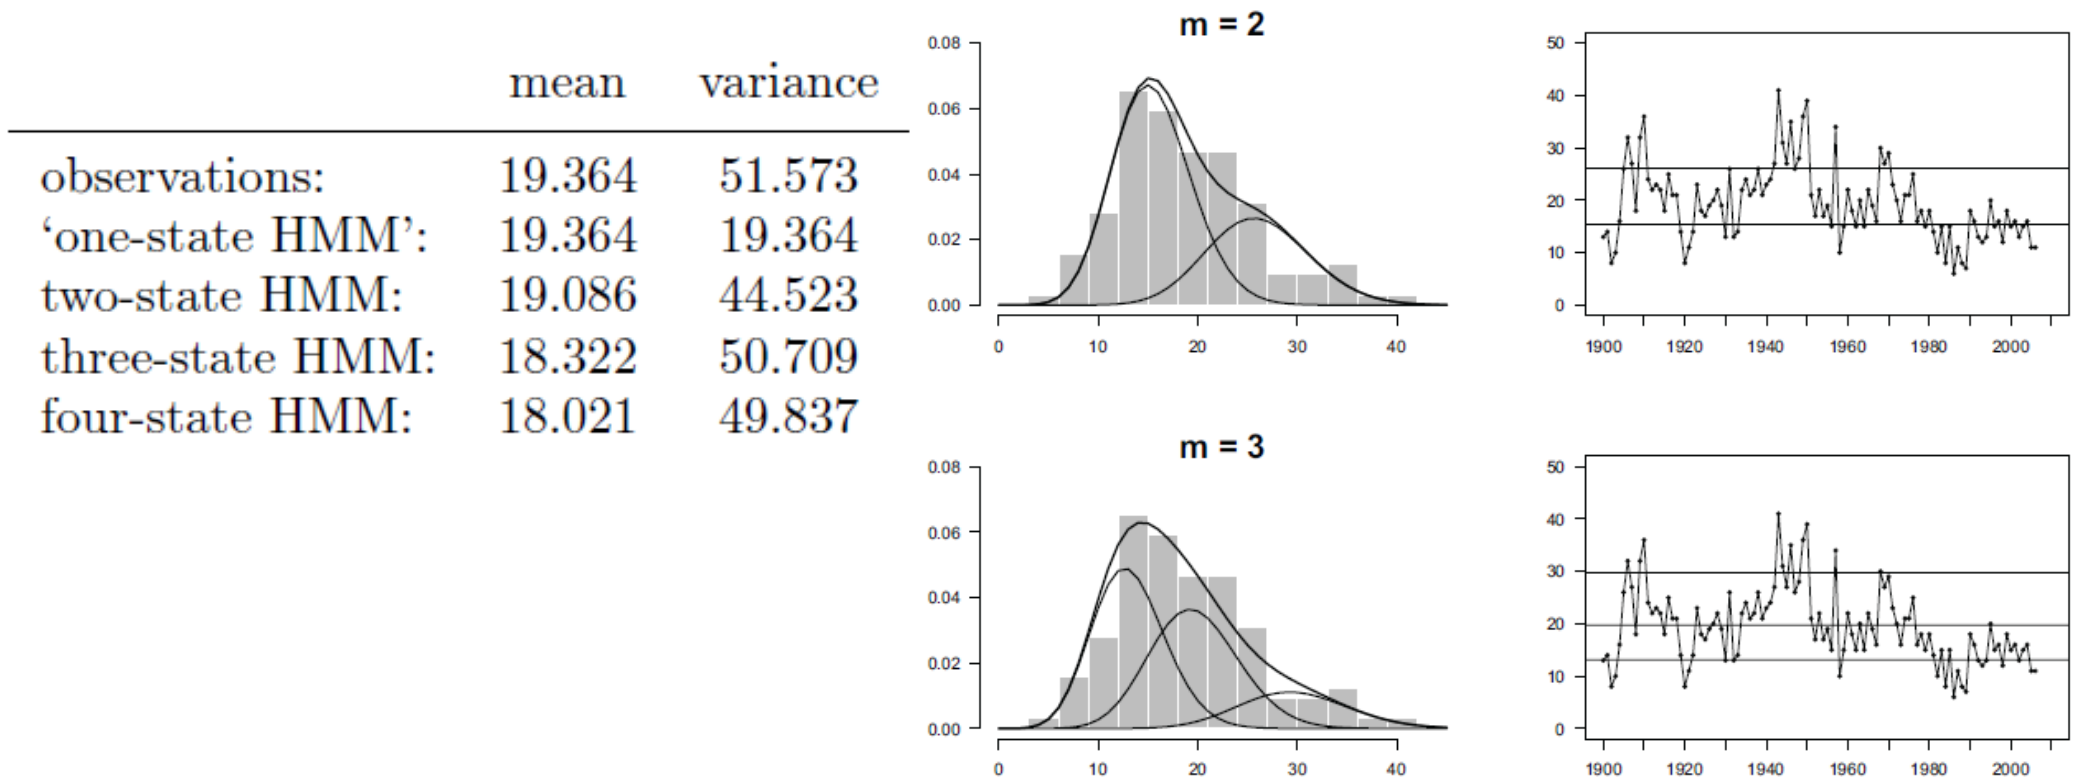 mean variance
observations: 19.364 51.573
‘one-state HMM’: 19.364 19.364
two-state HMM: 19.086 44.523
three-state HMM: 18.322 50.709
four-state HMM: 18.021 49.837
m = 2
0.08
0.06
0.04
0.02
0.00
0 10 20 30 40
50
40
30
20
10
0
1900 1920 1940 1960 1980 2000
m = 3
0.08
0.06
0.04
0.02
0.00
0 10 20 30 40
50
40
30
20
10
0
1900 1920 1940 1960 1980 2000